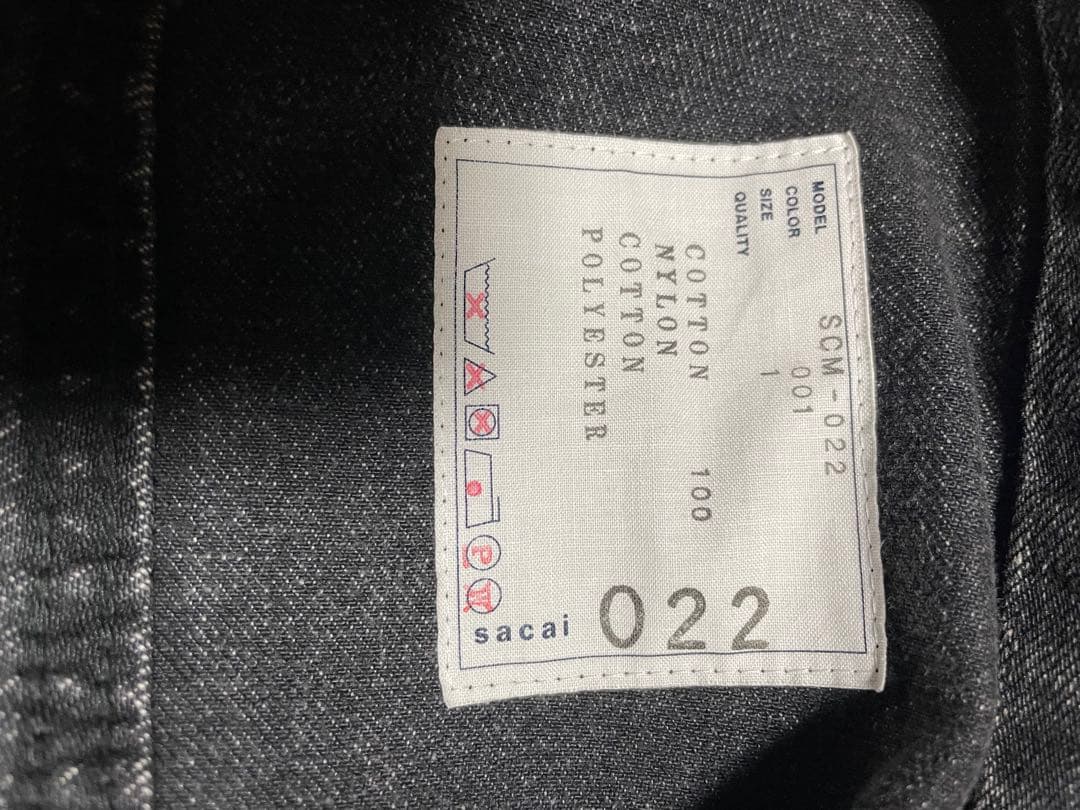 MODEL SCM-022
COLOR 001
SIZE 1
QUALITY
COTTON 100
NYLON
COTTON
POLYESTER
P W
sacai 022